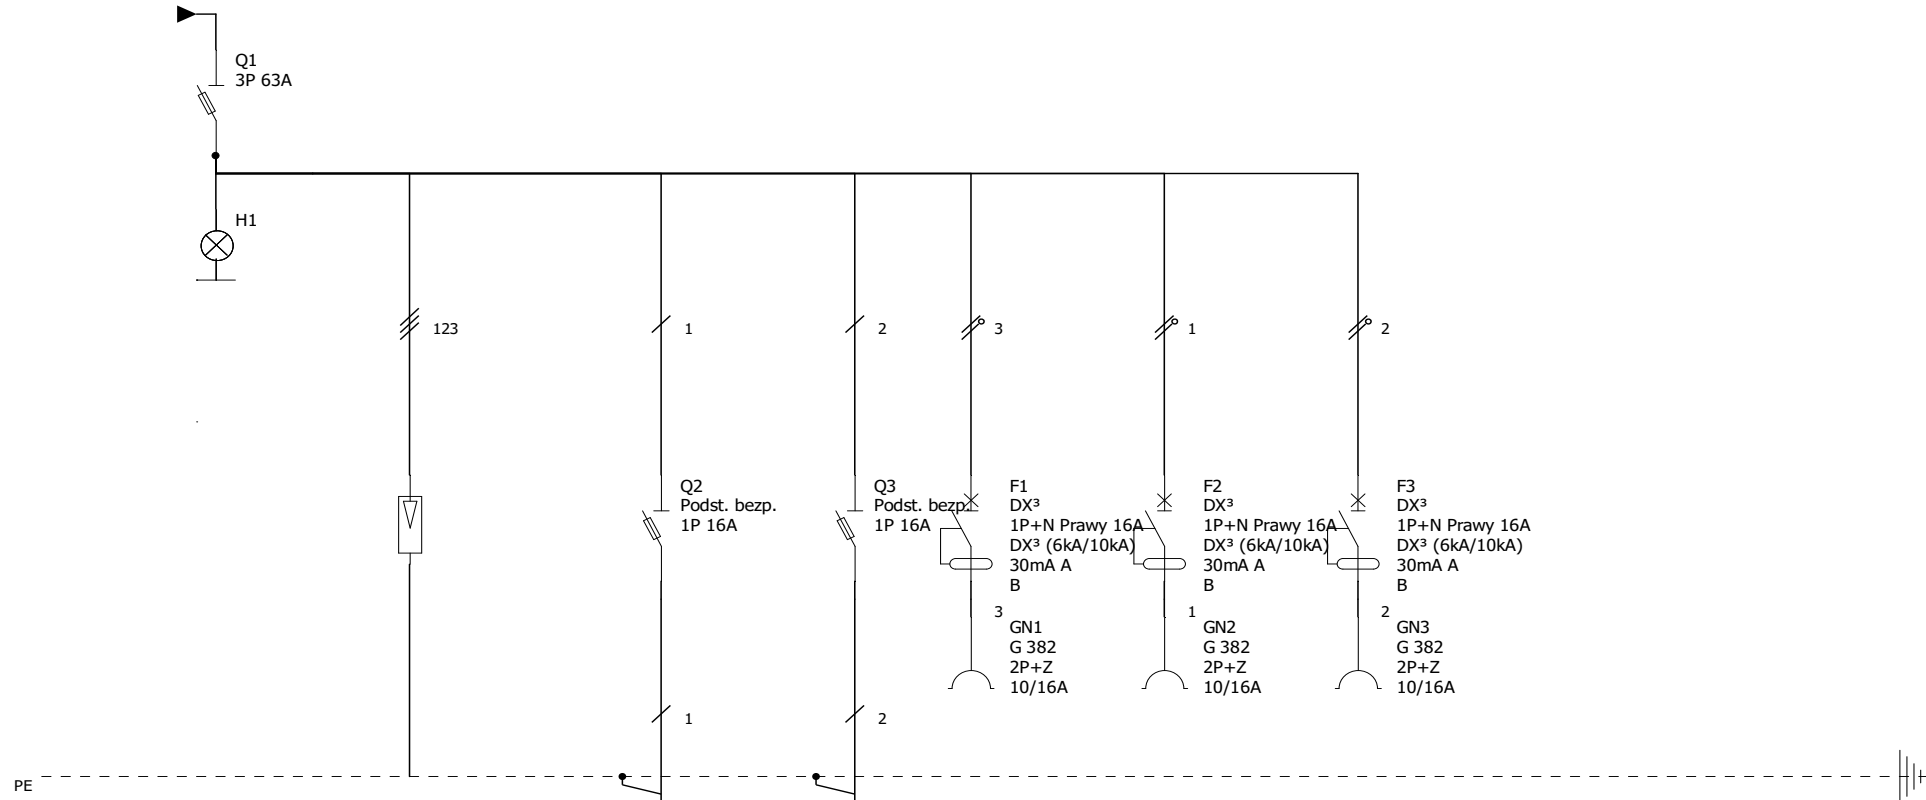 Q1
3P 63A
H1
123
1
2
3
1
2
Q2
Podst. bezp.
1P 16A
Q3
Podst. bezp.
1P 16A
F1
DX³
1P+N Prawy 16A
DX³ (6kA/10kA)
30mA A
B
F2
DX³
1P+N Prawy 16A
DX³ (6kA/10kA)
30mA A
B
F3
DX³
1P+N Prawy 16A
DX³ (6kA/10kA)
30mA A
B
3
GN1
G 382
2P+Z
10/16A
1
GN2
G 382
2P+Z
10/16A
2
GN3
G 382
2P+Z
10/16A
1
2
PE